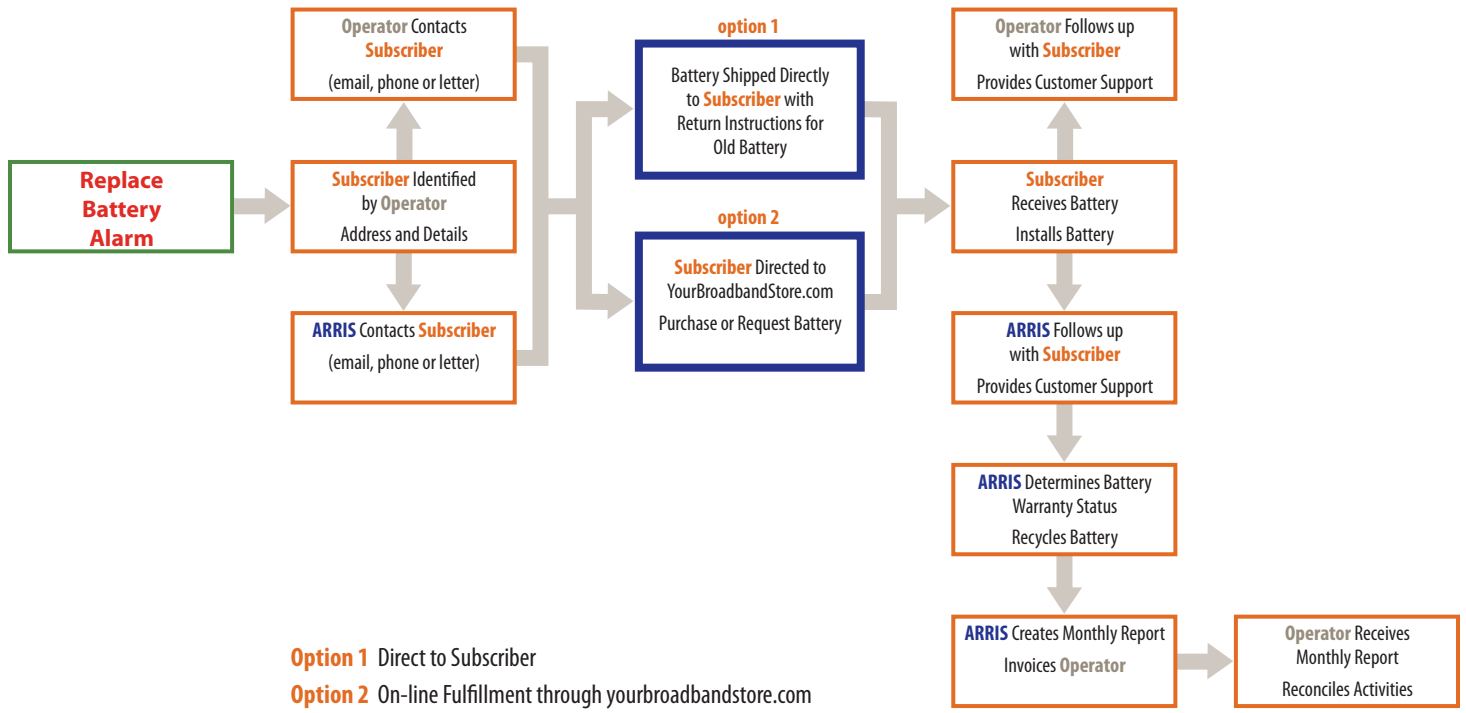 Replace
Battery
Alarm
Operator Contacts
Subscriber
(email, phone or letter)
Subscriber Identified
by Operator
Address and Details
ARRIS Contacts Subscriber
(email, phone or letter)
option 1
Battery Shipped Directly
to Subscriber with
Return Instructions for
Old Battery
option 2
Subscriber Directed to
YourBroadbandStore.com
Purchase or Request Battery
Operator Follows up
with Subscriber
Provides Customer Support
Subscriber
Receives Battery
Installs Battery
ARRIS Follows up
with Subscriber
Provides Customer Support
ARRIS Determines Battery
Warranty Status
Recycles Battery
ARRIS Creates Monthly Report
Invoices Operator
Operator Receives
Monthly Report
Reconciles Activities
Option 1 Direct to Subscriber
Option 2 On-line Fulfillment through yourbroadbandstore.com